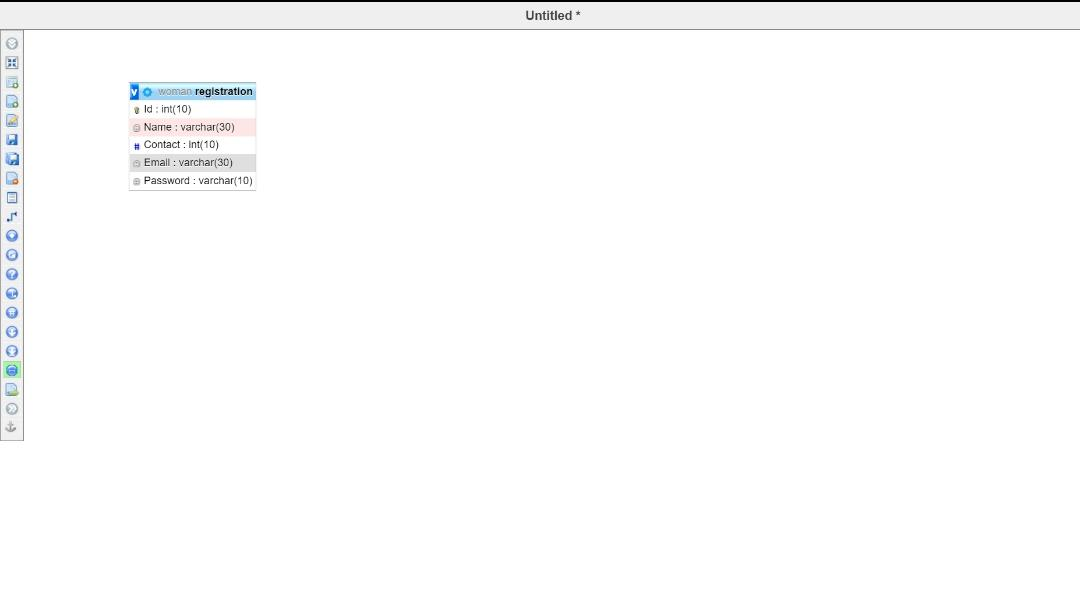 Untitled *
v woman registration
Id : int(10)
Name : varchar(30)
# Contact : int(10)
Email : varchar(30)
Password : varchar(10)